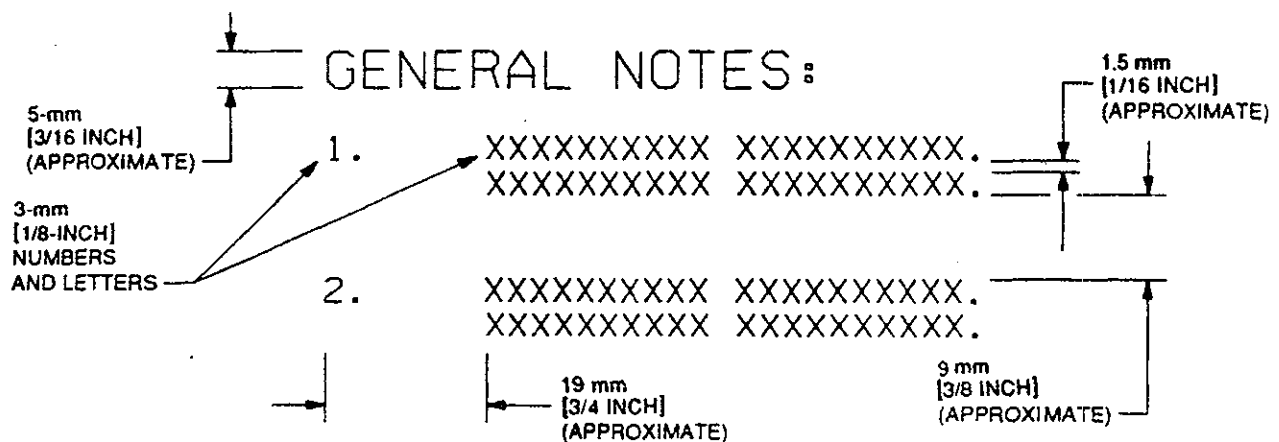 GENERAL NOTES:
5-mm
[3/16 INCH]
(APPROXIMATE)
1.5 mm
[1/16 INCH]
(APPROXIMATE)
1.
XXXXXXXXXX XXXXXXXXXX.
XXXXXXXXXX XXXXXXXXXX.
3-mm
[1/8-INCH]
NUMBERS
AND LETTERS
2.
XXXXXXXXXX XXXXXXXXXX.
XXXXXXXXXX XXXXXXXXXX.
19 mm
[3/4 INCH]
(APPROXIMATE)
9 mm
[3/8 INCH]
(APPROXIMATE)